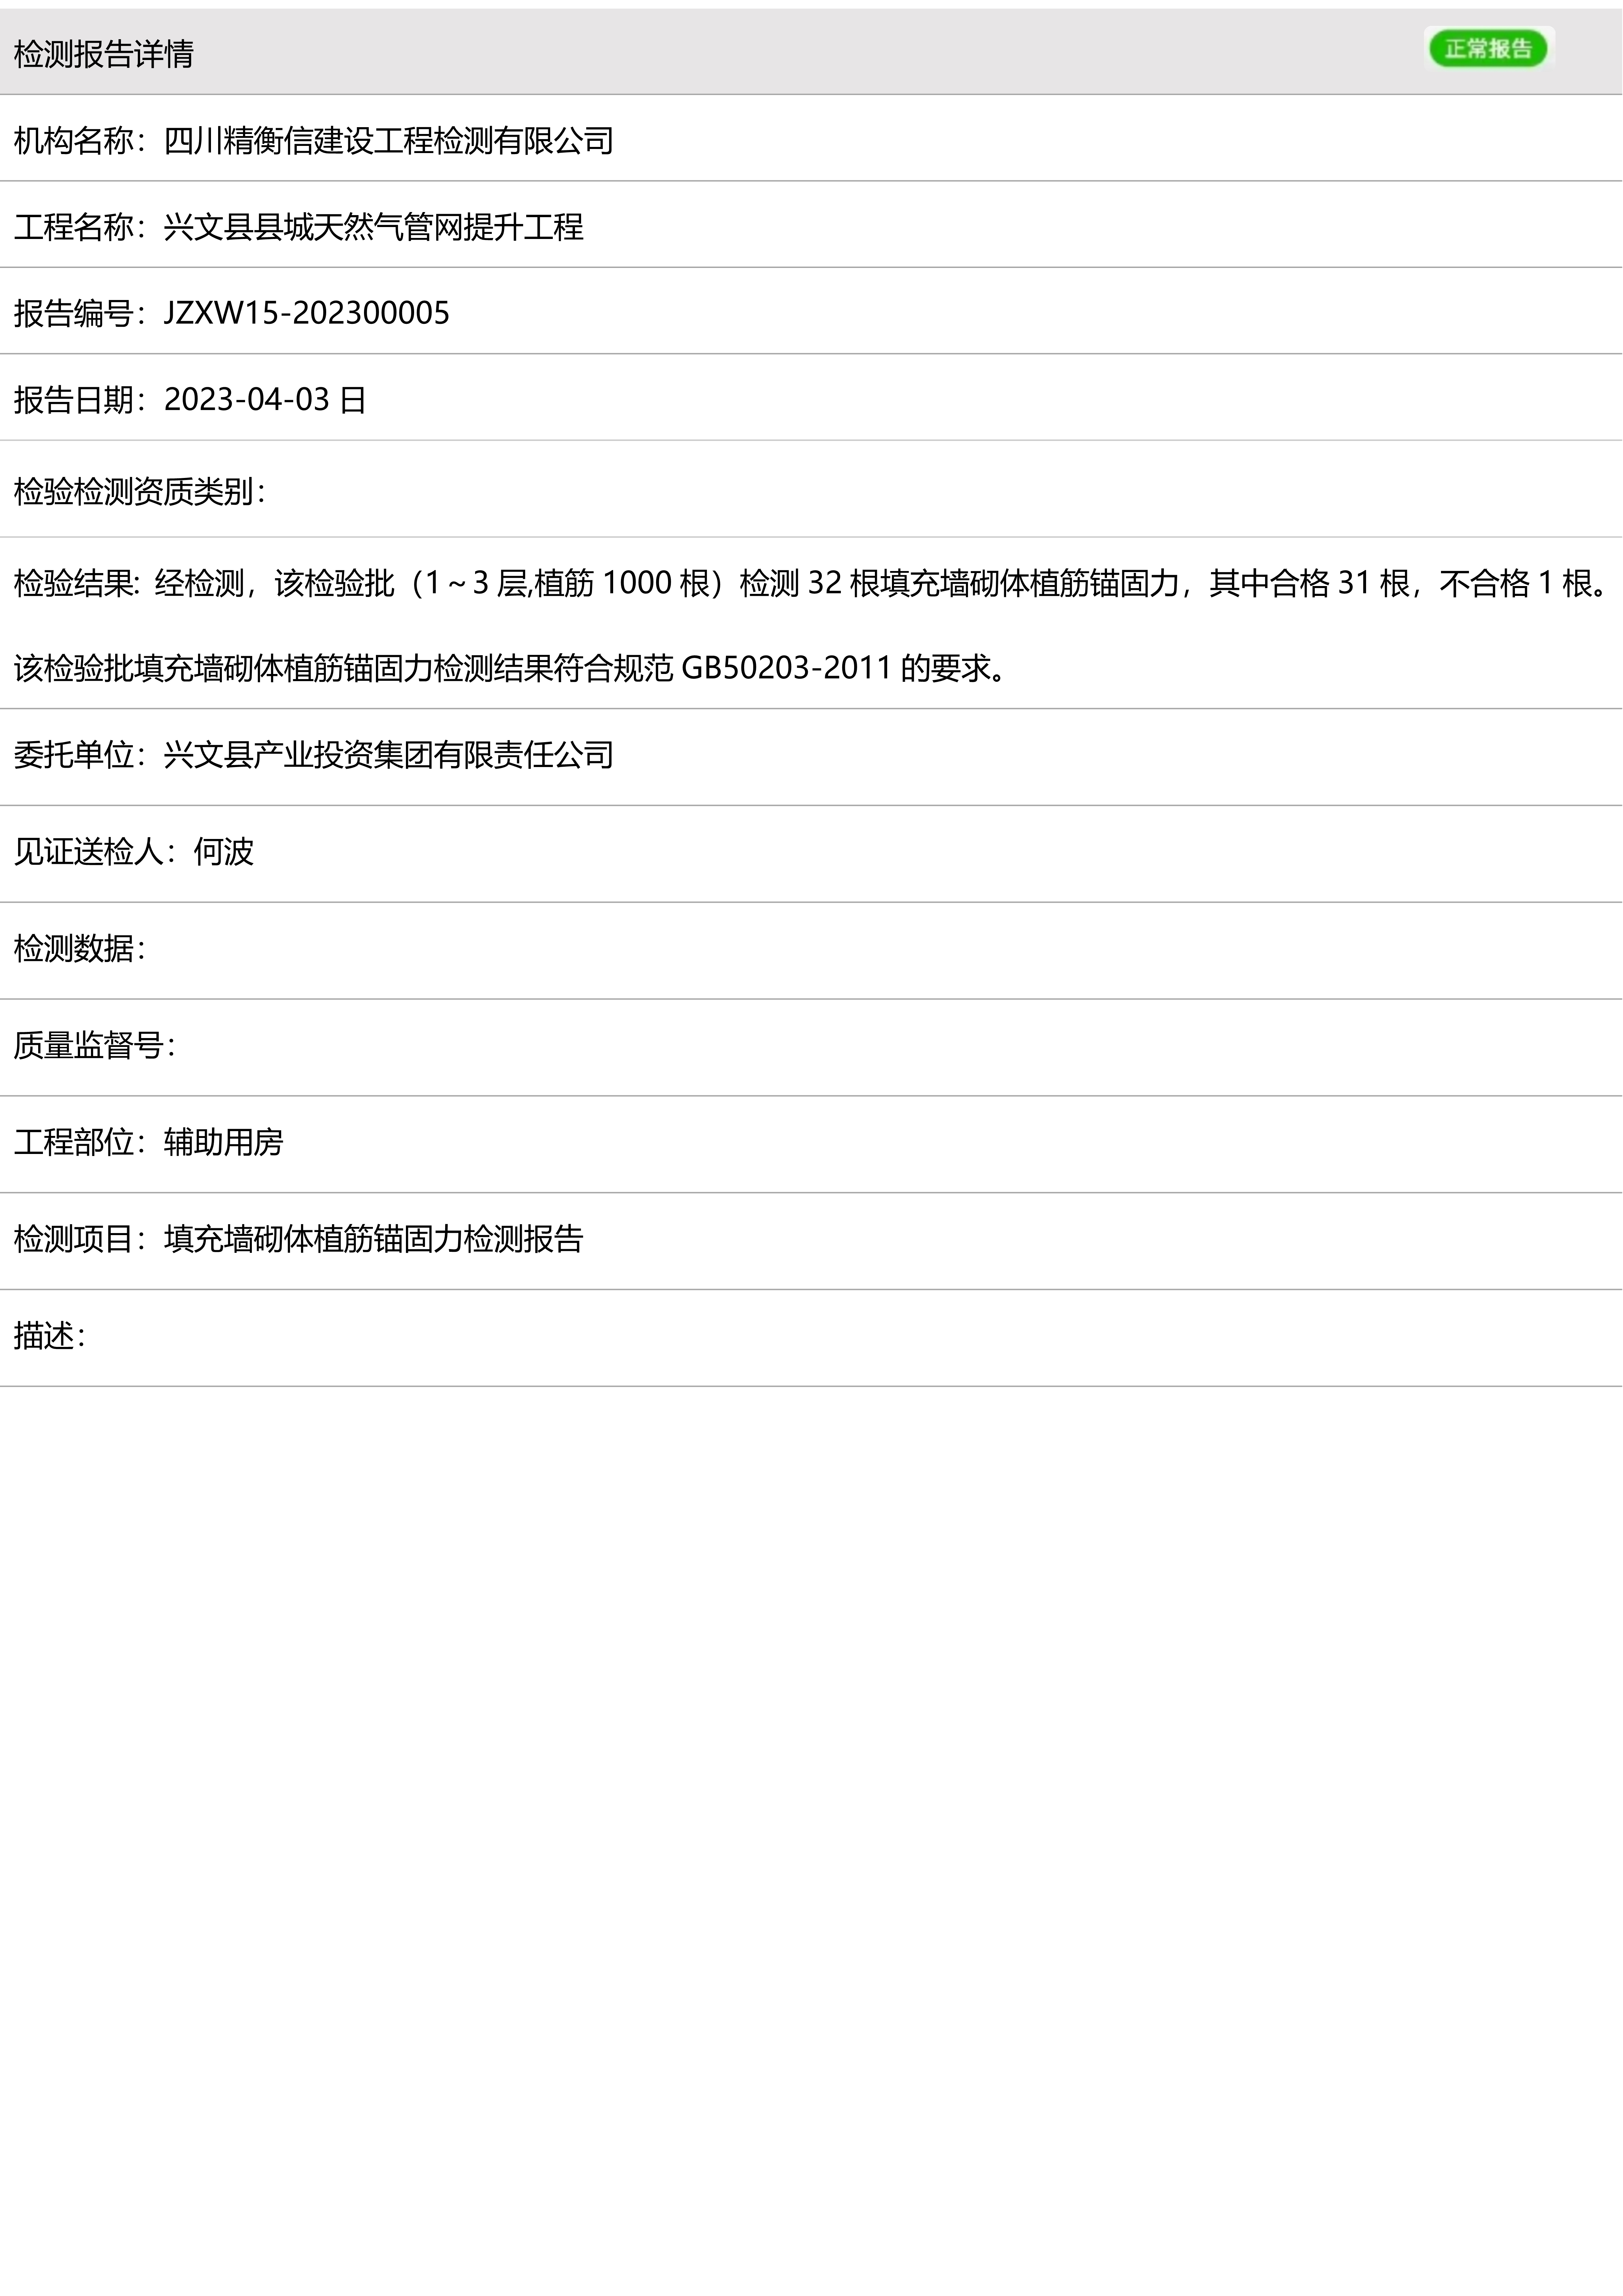 检测报告详情
正常报告
机构名称：四川精衡信建设工程检测有限公司
工程名称：兴文县县城天然气管网提升工程
报告编号：JZXW15-202300005
报告日期：2023-04-03 日
检验检测资质类别：
检验结果: 经检测，该检验批（1～3 层,植筋 1000 根）检测 32 根填充墙砌体植筋锚固力，其中合格 31 根，不合格 1 根。
该检验批填充墙砌体植筋锚固力检测结果符合规范 GB50203-2011 的要求。
委托单位：兴文县产业投资集团有限责任公司
见证送检人：何波
检测数据：
质量监督号：
工程部位：辅助用房
检测项目：填充墙砌体植筋锚固力检测报告
描述：